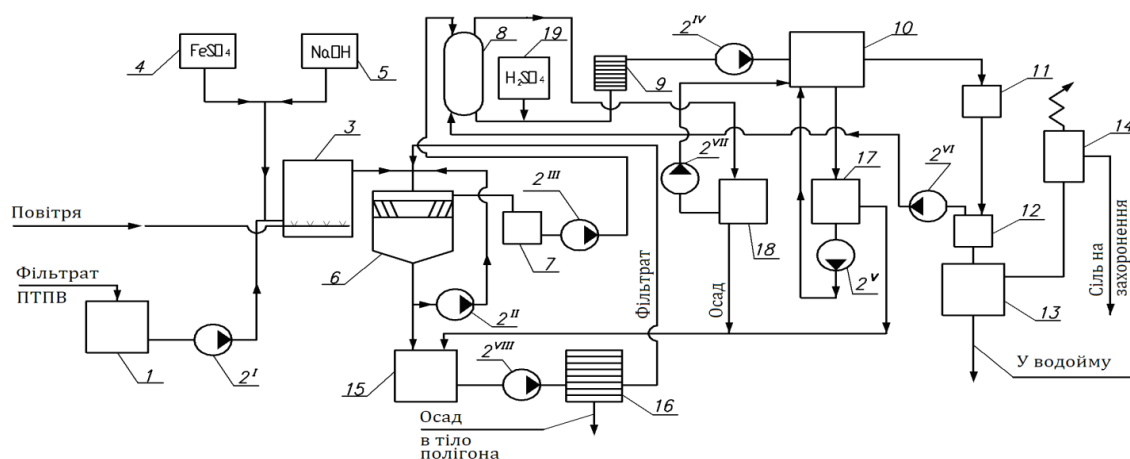 2ᴵⱽ
10
FeSO₄
NaOH
8
19
H₂SO₄
9
11
4
5
14
3
2ⱽᴵᴵ
17
2ⱽᴵ
2ᴵᴵᴵ
Повітря
12
18
7
6
Фільтрат
ПТПВ
Фільтрат
Осад
2ⱽ
13
Сіль на
захоронення
2ᴵᴵ
2ⱽᴵᴵᴵ
1
2ᴵ
15
16
У водойму
Осад
в тіло
полігона